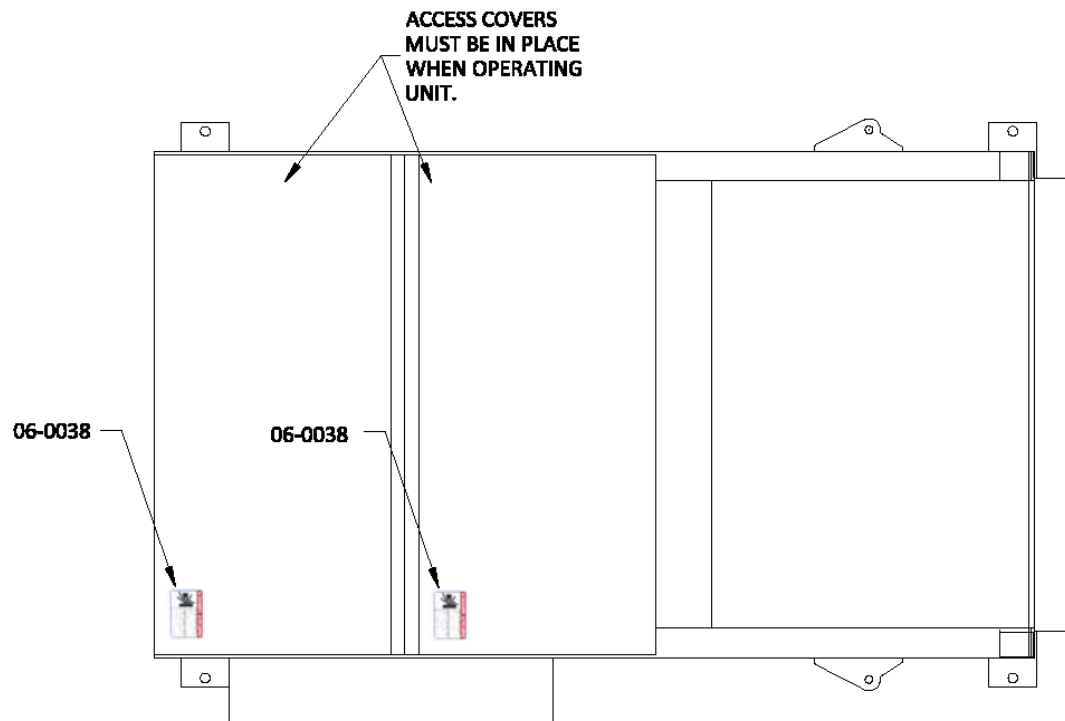 ACCESS COVERS
MUST BE IN PLACE
WHEN OPERATING
UNIT.
06-0038
06-0038